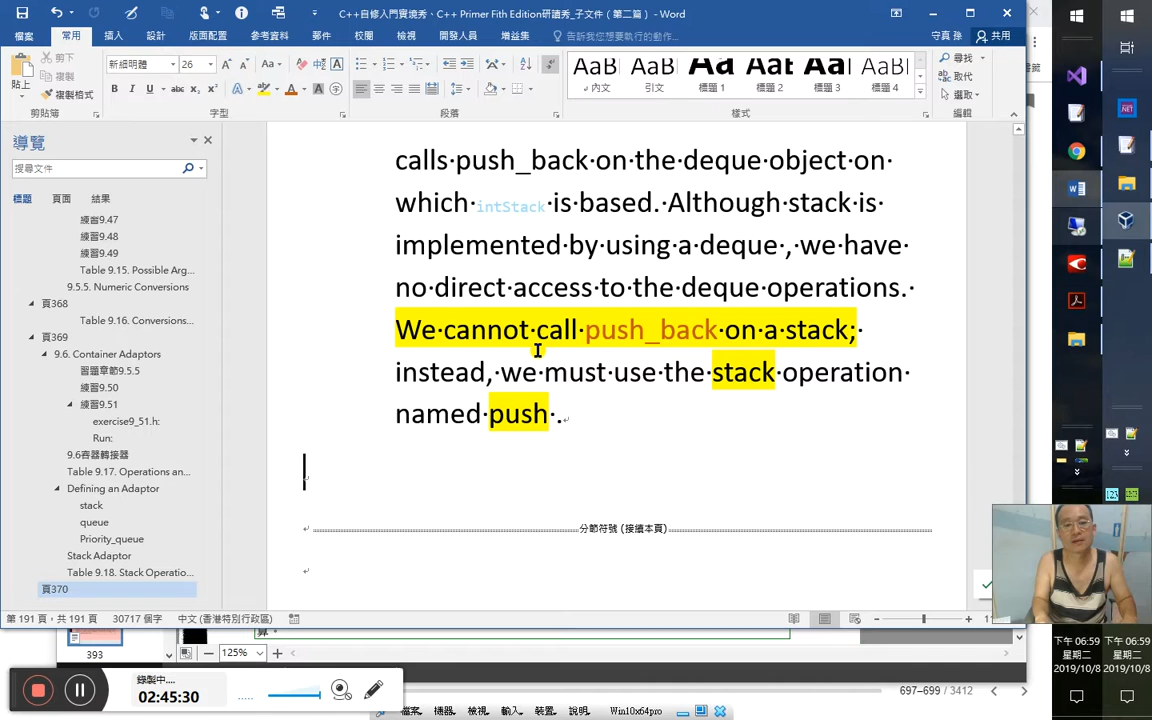 C++自修入門實境秀、C++ Primer Fifth Edition研讀秀_子文件（第二篇） - Word
檔案 常用 插入 設計 版面配置 參考資料 郵件 校閱 檢視 開發人員 增益集 告訴我您想要執行的動作... 守真 孫 共用
貼上
剪下
複製
複製格式
新細明體 26
尋找
取代
選取
AaB AaB Aa Aat Aal AaBl
內文 內文 標題 1 標題 2 標題 3 標題 4
剪貼簿 字型 段落 樣式 編輯
導覽
搜尋文件
標題 頁面 結果
練習9.47
練習9.48
練習9.49
Table 9.15. Possible Arg...
9.5.5. Numeric Conversions
頁368
Table 9.16. Conversions...
頁369
9.6. Container Adaptors
習題章節9.5.5
練習9.50
練習9.51
exercise9_51.h:
Run:
9.6容器轉接器
Table 9.17. Operations an...
Defining an Adaptor
stack
queue
Priority_queue
Stack Adaptor
Table 9.18. Stack Operatio...
頁370
calls push_back on the deque object on
which intStack is based. Although stack is
implemented by using a deque , we have
no direct access to the deque operations.
We cannot call push_back on a stack;
instead, we must use the stack operation
named push .
分節符號 (接續本頁)
第 191 頁，共 191 頁 30717 個字 中文 (香港特別行政區)
393
125%
697–699 / 3412
錄製中....
02:45:30
檔案 機器 檢視 輸入 裝置 說明 Win10x64pro
下午 06:59
星期二
2019/10/8
下午 06:59
星期二
2019/10/8